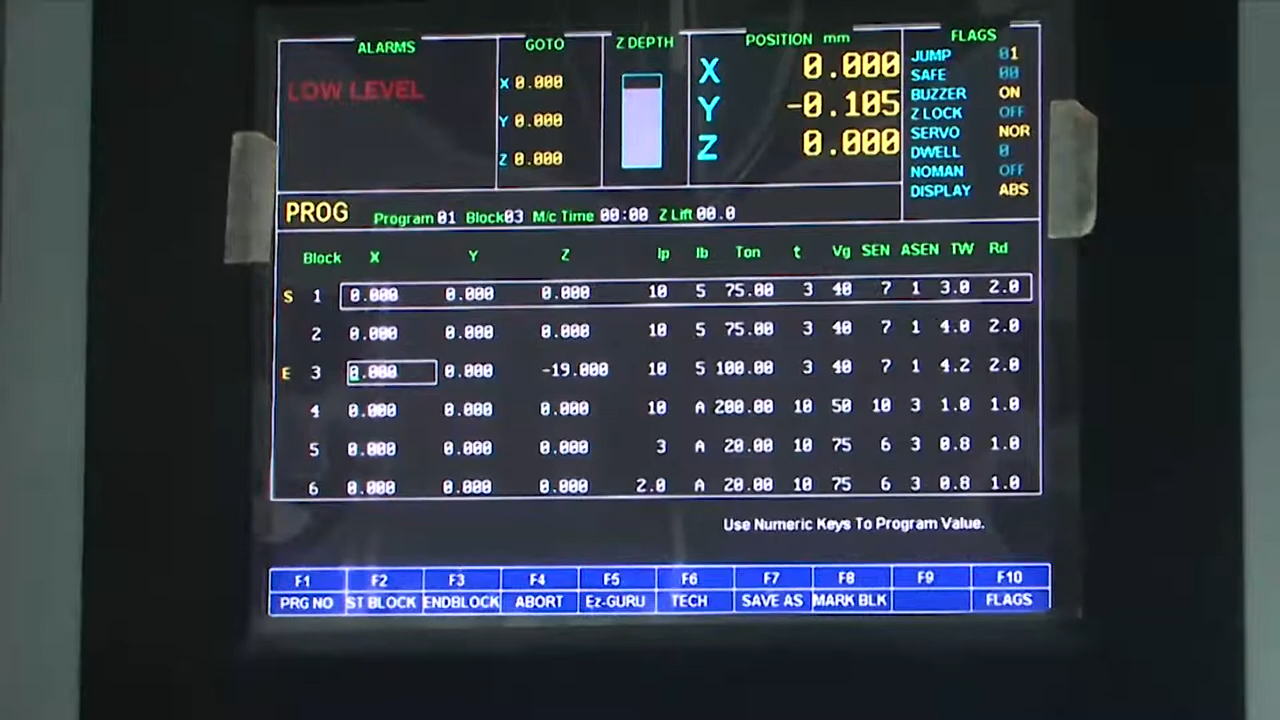 ALARMS GOTO Z DEPTH POSITION mm FLAGS
LOW LEVEL
X 0.000
Y 0.000
Z 0.000
X 0.000
Y -0.105
Z 0.000
JUMP 01
SAFE 00
BUZZER ON
Z LOCK OFF
SERVO NOR
DWELL 0
NOMAN OFF
DISPLAY ABS
PROG Program 01 Block03 M/c Time 00:00 Z Lift 00.0
Block X Y Z Ip Ib Ton t Vg SEN ASEN TW Rd
S 1 0.000 0.000 0.000 10 5 75.00 3 40 7 1 3.0 2.0
2 0.000 0.000 0.000 10 5 75.00 3 40 7 1 4.0 2.0
E 3 0.000 0.000 -19.000 10 5 100.00 3 40 7 1 4.2 2.0
4 0.000 0.000 0.000 10 A 200.00 10 50 10 3 1.0 1.0
5 0.000 0.000 0.000 3 A 20.00 10 75 6 3 0.8 1.0
6 0.000 0.000 0.000 2.0 A 20.00 10 75 6 3 0.8 1.0
Use Numeric Keys To Program Value.
F1 F2 F3 F4 F5 F6 F7 F8 F9 F10
PRG NO ST BLOCK ENDBLOCK ABORT Ez-GURU TECH SAVE AS MARK BLK FLAGS